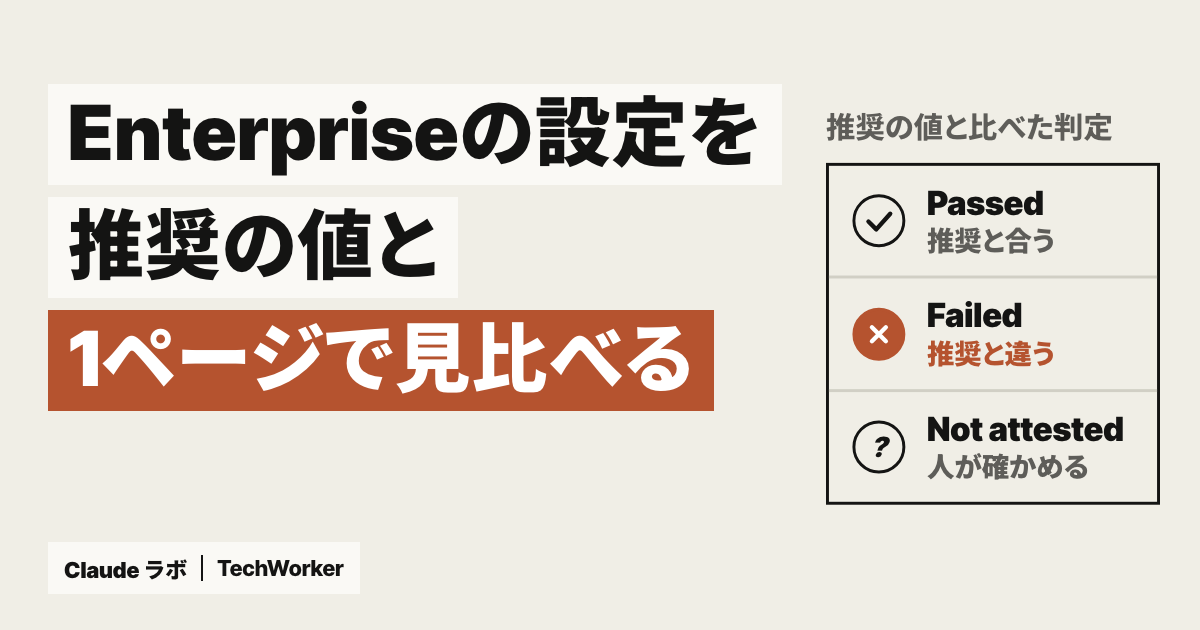 Enterpriseの設定を
推奨の値と
1ページで見比べる
推奨の値と比べた判定
Passed
推奨と合う
Failed
推奨と違う
?
Not attested
人が確かめる
Claude ラボ | TechWorker